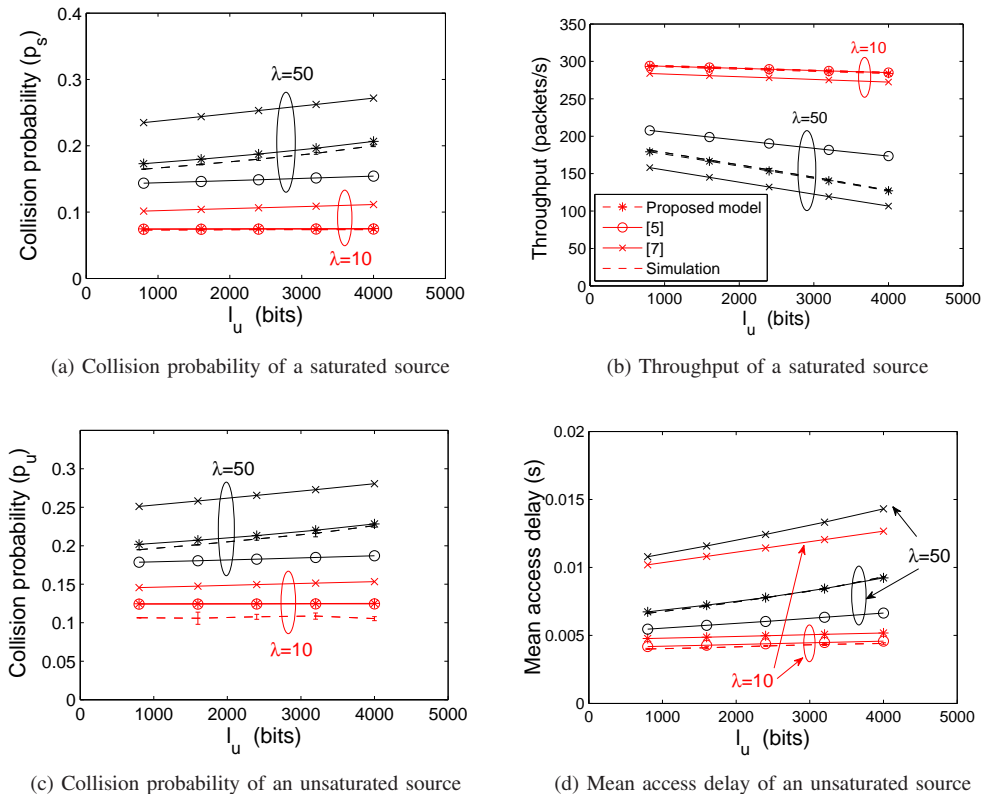 0.4
0.3
0.2
0.1
0
Collision probability (p_s)
λ=50
λ=10
0 1000 2000 3000 4000 5000
l_u (bits)
(a) Collision probability of a saturated source
350
300
250
200
150
100
50
0
Throughput (packets/s)
λ=10
λ=50
Proposed model
[5]
[7]
Simulation
0 1000 2000 3000 4000 5000
l_u (bits)
(b) Throughput of a saturated source
0.3
0.25
0.2
0.15
0.1
0.05
0
Collision probability (p_u)
λ=50
λ=10
0 1000 2000 3000 4000 5000
l_u (bits)
(c) Collision probability of an unsaturated source
0.02
0.015
0.01
0.005
0
Mean access delay (s)
λ=50
λ=10
0 1000 2000 3000 4000 5000
l_u (bits)
(d) Mean access delay of an unsaturated source